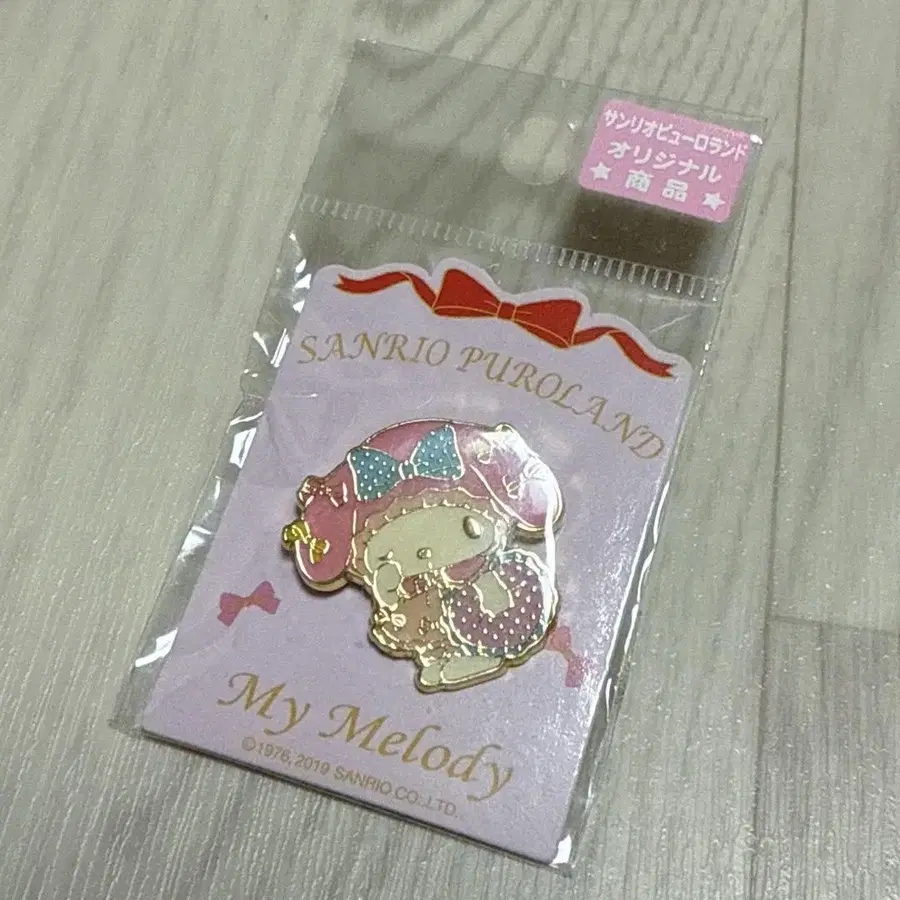 サンリオピューロランド
オリジナル
★商品★
SANRIO PUROLAND
My Melody
©1976, 2019 SANRIO CO.,LTD.